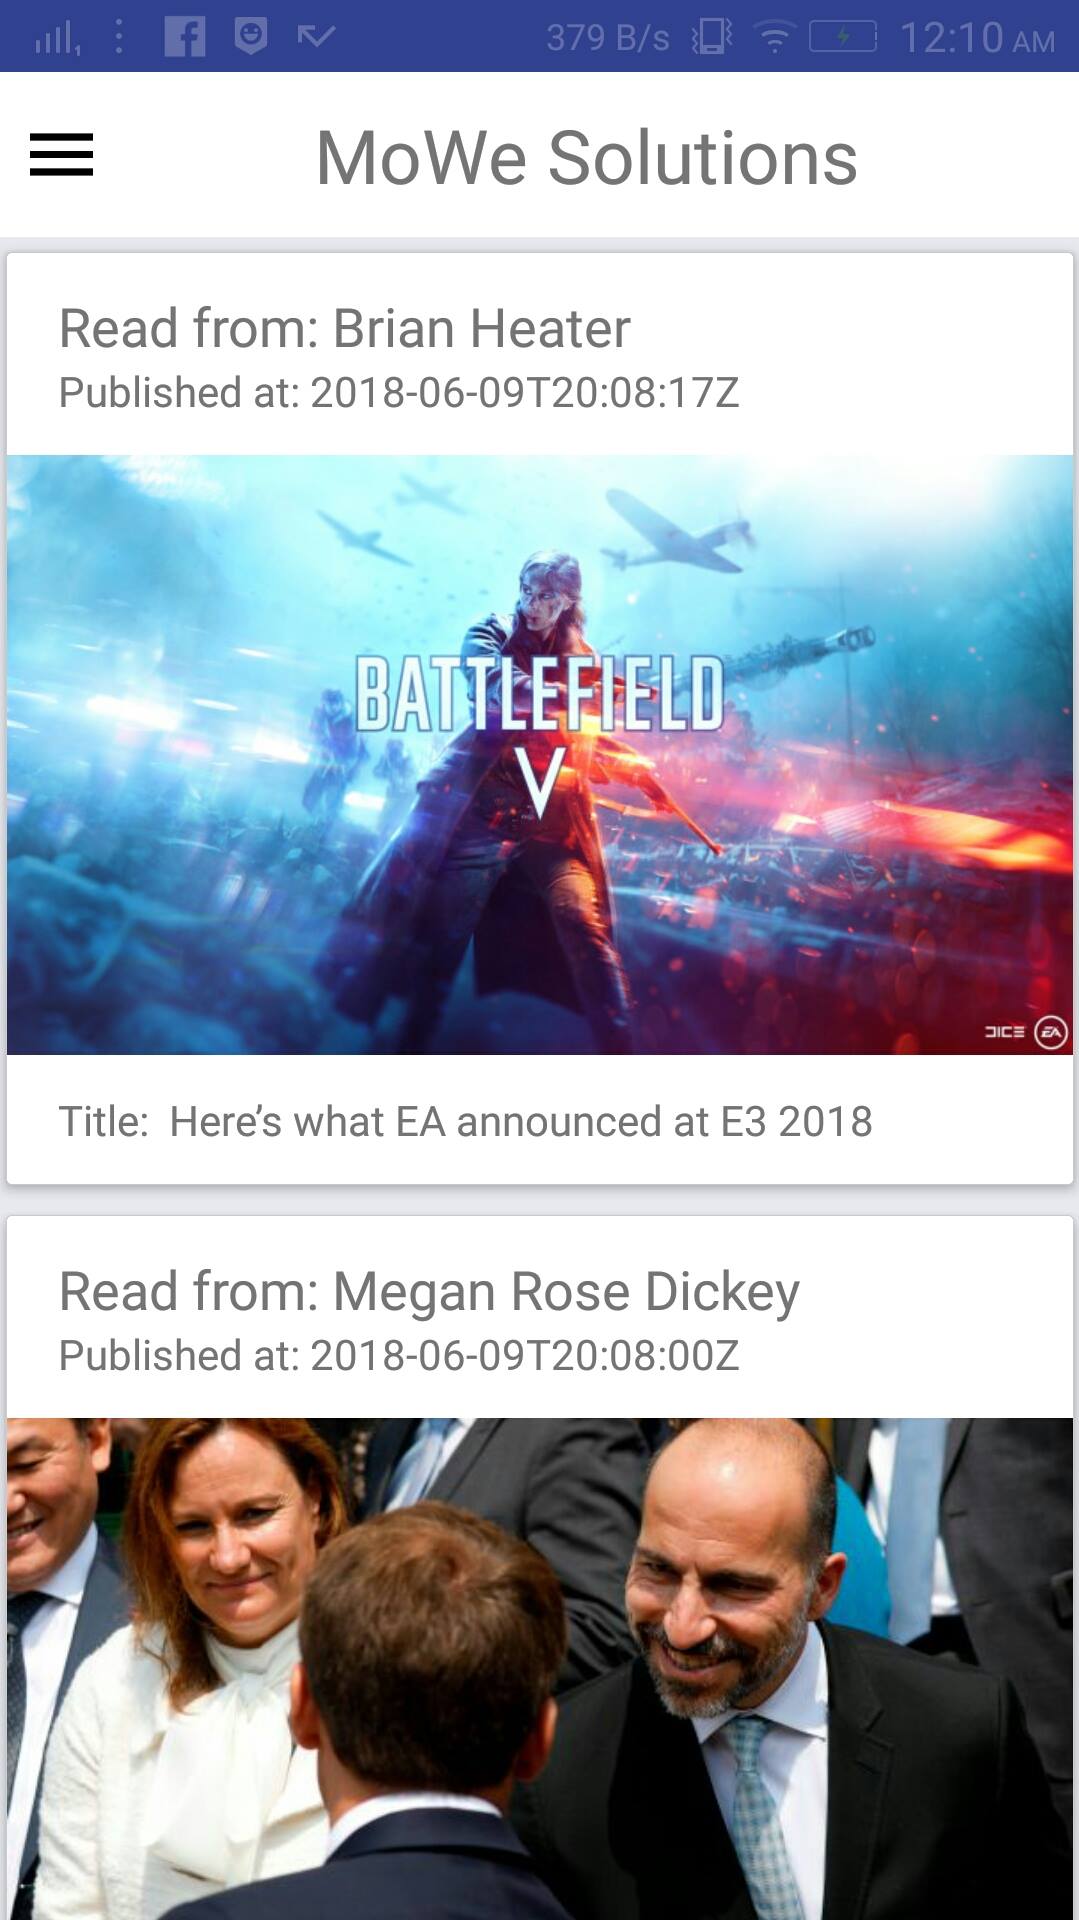 379 B/s 12:10 AM
MoWe Solutions
Read from: Brian Heater
Published at: 2018-06-09T20:08:17Z
BATTLEFIELD
V
DICE EA
Title:  Here’s what EA announced at E3 2018
Read from: Megan Rose Dickey
Published at: 2018-06-09T20:08:00Z